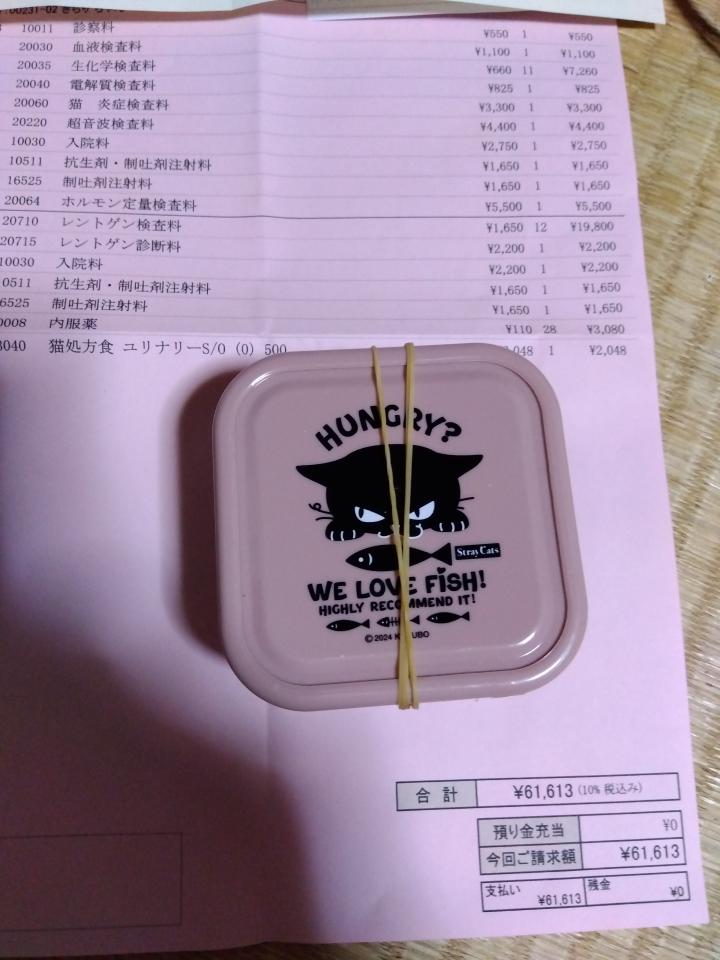 00231-02
10011 診察料 ¥550 1 ¥550
20030 血液検査料 ¥1,100 1 ¥1,100
20035 生化学検査料 ¥660 11 ¥7,260
20040 電解質検査料 ¥825 1 ¥825
20060 猫 炎症検査料 ¥3,300 1 ¥3,300
20220 超音波検査料 ¥4,400 1 ¥4,400
10030 入院料 ¥2,750 1 ¥2,750
10511 抗生剤・制吐剤注射料 ¥1,650 1 ¥1,650
16525 制吐剤注射料 ¥1,650 1 ¥1,650
20064 ホルモン定量検査料 ¥5,500 1 ¥5,500
20710 レントゲン検査料 ¥1,650 12 ¥19,800
20715 レントゲン診断料 ¥2,200 1 ¥2,200
10030 入院料 ¥2,200 1 ¥2,200
0511 抗生剤・制吐剤注射料 ¥1,650 1 ¥1,650
6525 制吐剤注射料 ¥1,650 1 ¥1,650
0008 内服薬 ¥110 28 ¥3,080
3040 猫処方食 ユリナリーS/O (O) 500 2,048 1 ¥2,048
HUNGRY?
StrayCats
WE LOVE FiSH!
HIGHLY RECOMMEND IT!
©2024
合計 ¥61,613 (10% 税込み)
預り金充当 ¥0
今回ご請求額 ¥61,613
支払い ¥61,613 残金 ¥0